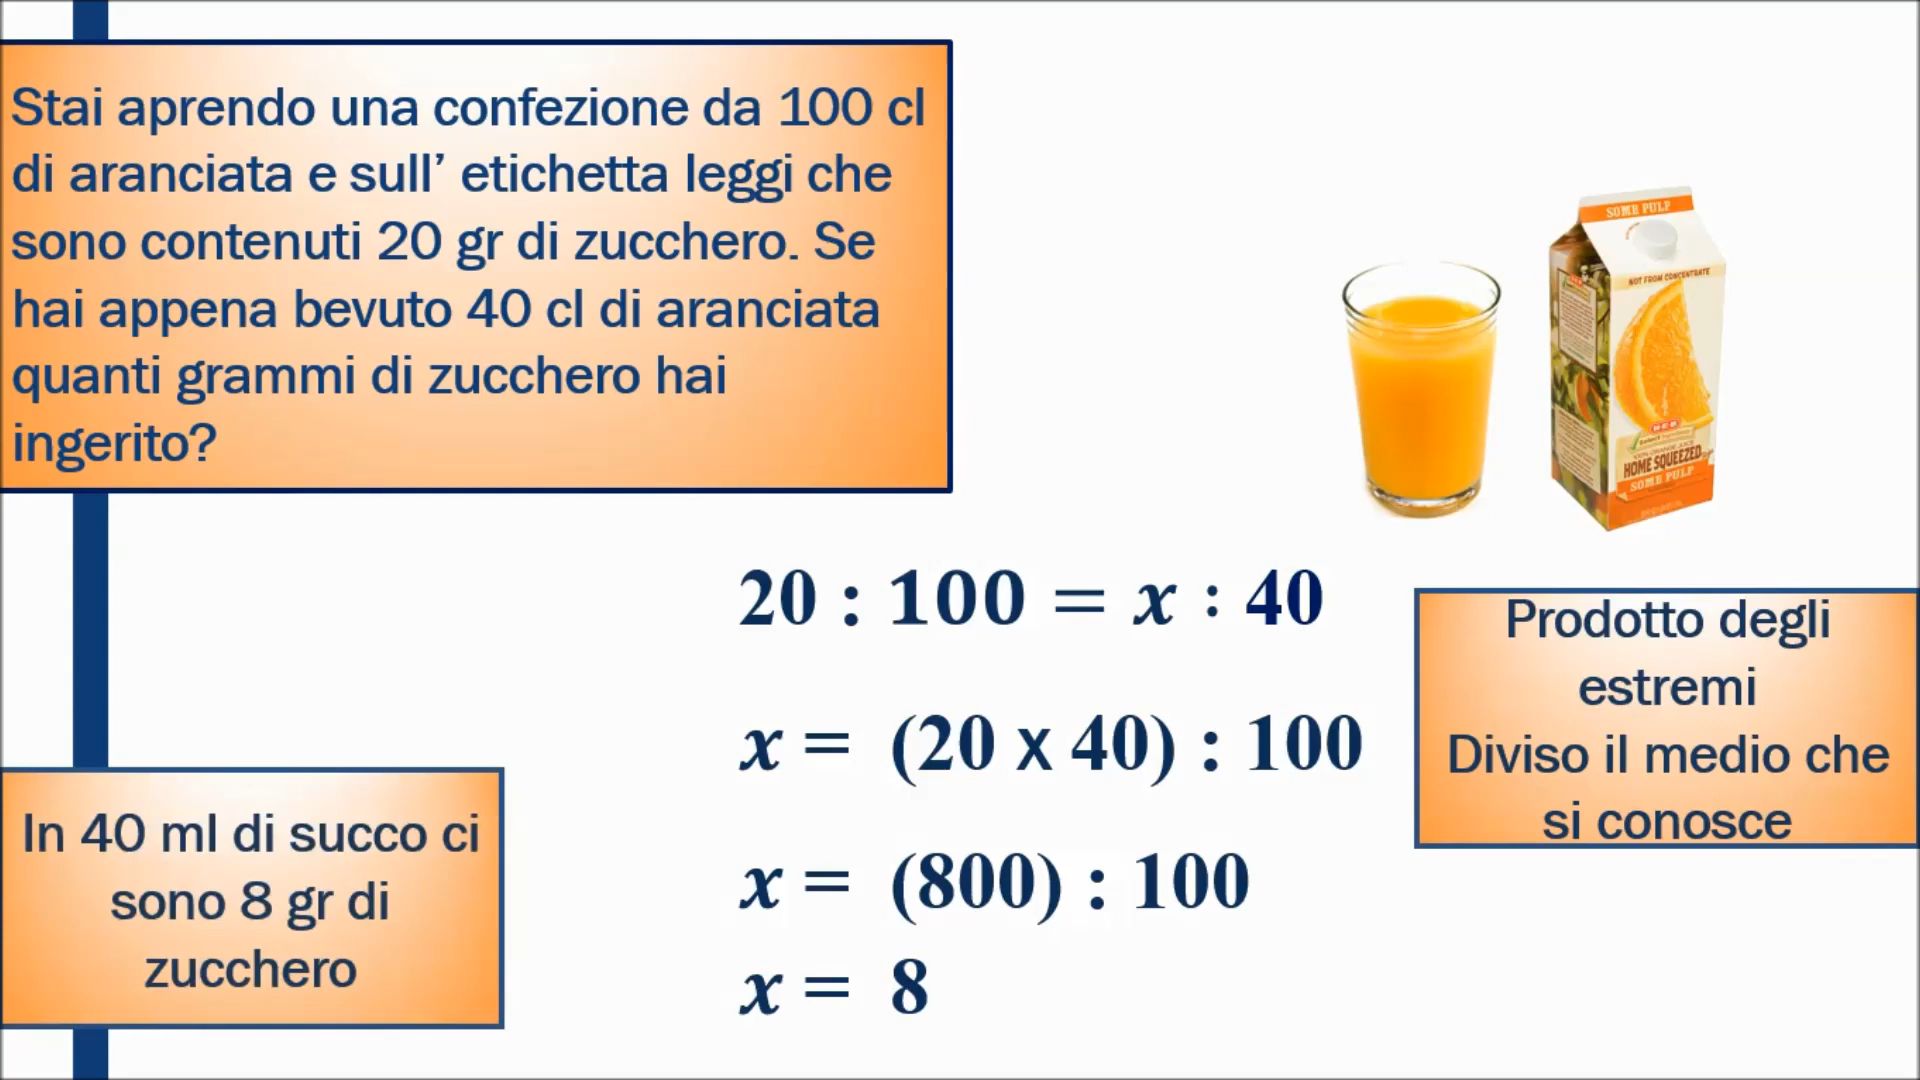 Stai aprendo una confezione da 100 cl
di aranciata e sull’ etichetta leggi che
sono contenuti 20 gr di zucchero. Se
hai appena bevuto 40 cl di aranciata
quanti grammi di zucchero hai
ingerito?
SOME PULP
NOT FROM CONCENTRATE
H-E-B
HOME SQUEEZED
SOME PULP
20 : 100 = x : 40
x = (20 x 40) : 100
x = (800) : 100
x = 8
Prodotto degli
estremi
Diviso il medio che
si conosce
In 40 ml di succo ci
sono 8 gr di
zucchero